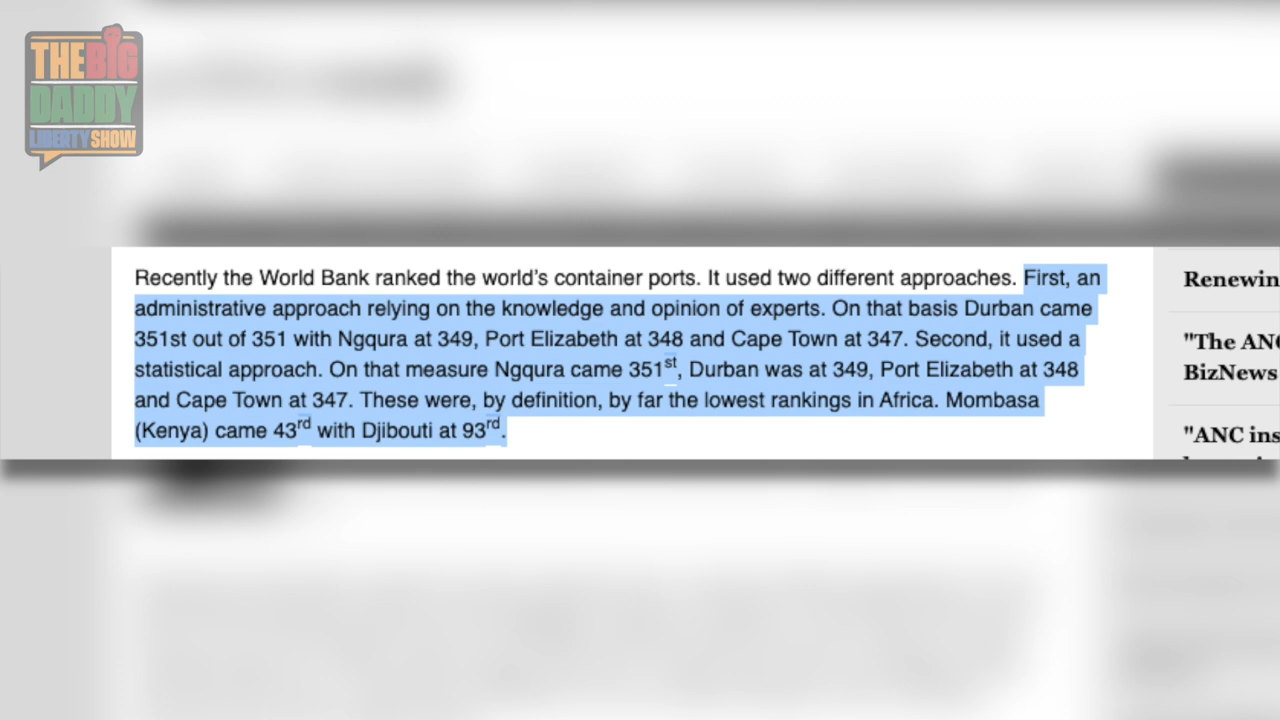 THE BIG
DADDY
LIBERTY SHOW
Recently the World Bank ranked the world's container ports. It used two different approaches. First, an
administrative approach relying on the knowledge and opinion of experts. On that basis Durban came
351st out of 351 with Ngqura at 349, Port Elizabeth at 348 and Cape Town at 347. Second, it used a
statistical approach. On that measure Ngqura came 351st, Durban was at 349, Port Elizabeth at 348
and Cape Town at 347. These were, by definition, by far the lowest rankings in Africa. Mombasa
(Kenya) came 43rd with Djibouti at 93rd.
Renewin
"The AN
BizNews
"ANC ins